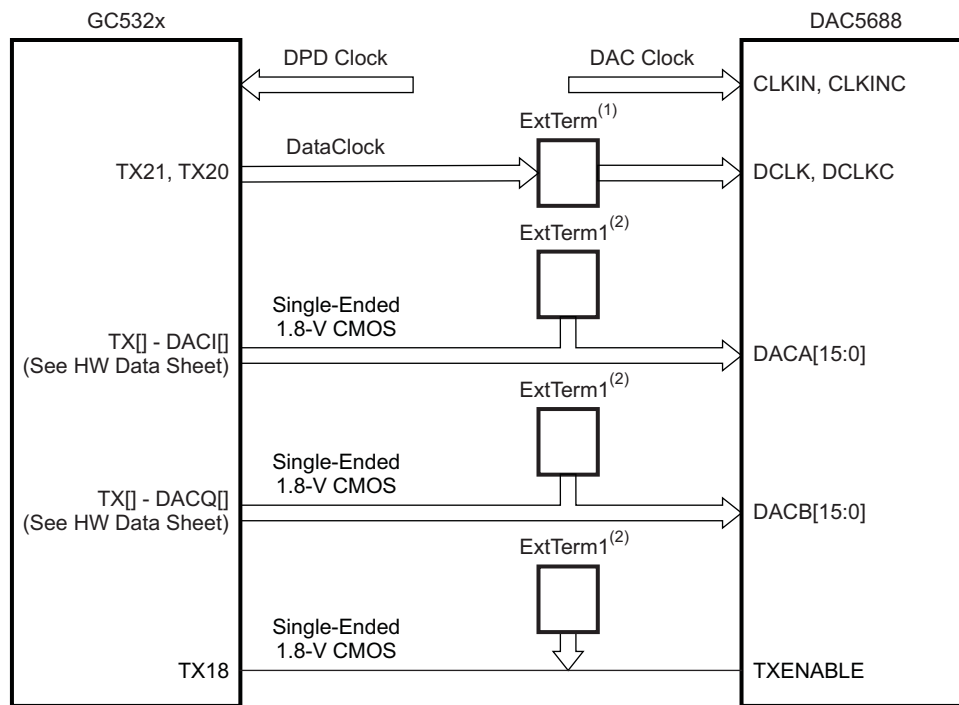 GC532x
DAC5688
DPD Clock
DAC Clock
CLKIN, CLKINC
ExtTerm(1)
DataClock
TX21, TX20
DCLK, DCLKC
ExtTerm1(2)
Single-Ended
1.8-V CMOS
TX[] - DACI[]
(See HW Data Sheet)
DACA[15:0]
ExtTerm1(2)
Single-Ended
1.8-V CMOS
TX[] - DACQ[]
(See HW Data Sheet)
DACB[15:0]
ExtTerm1(2)
Single-Ended
1.8-V CMOS
TX18
TXENABLE